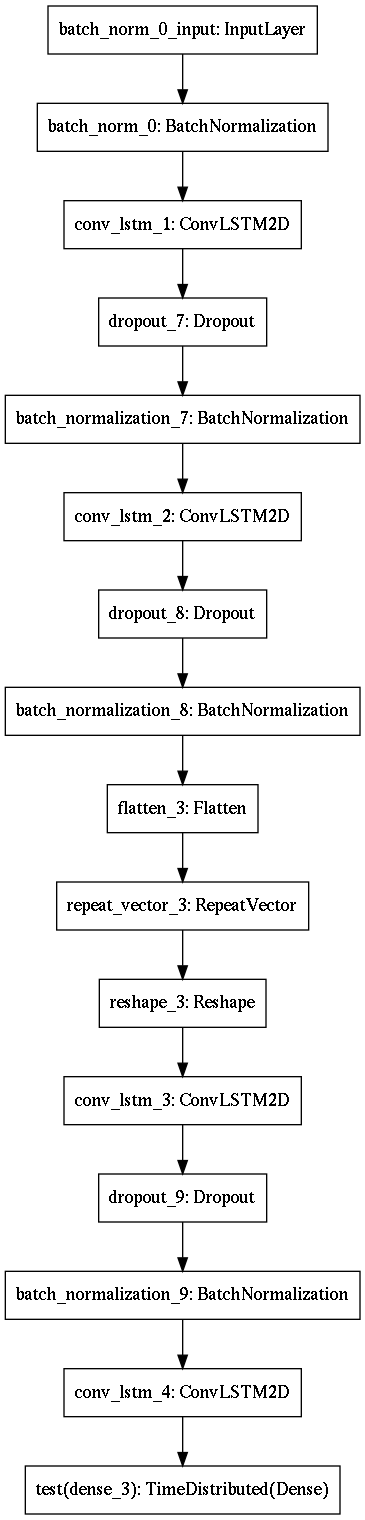 batch_norm_0_input: InputLayer
batch_norm_0: BatchNormalization
conv_lstm_1: ConvLSTM2D
dropout_7: Dropout
batch_normalization_7: BatchNormalization
conv_lstm_2: ConvLSTM2D
dropout_8: Dropout
batch_normalization_8: BatchNormalization
flatten_3: Flatten
repeat_vector_3: RepeatVector
reshape_3: Reshape
conv_lstm_3: ConvLSTM2D
dropout_9: Dropout
batch_normalization_9: BatchNormalization
conv_lstm_4: ConvLSTM2D
test(dense_3): TimeDistributed(Dense)